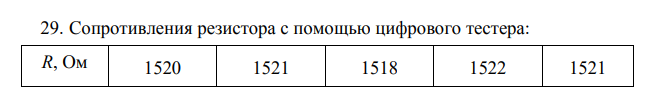 29. Сопротивления резистора с помощью цифрового тестера:
R, Ом 1520 1521 1518 1522 1521